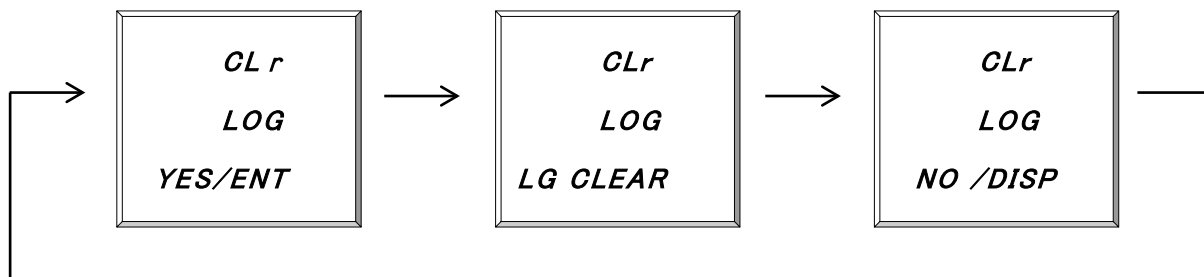 CL r
LOG
YES/ENT
CLr
LOG
LG CLEAR
CLr
LOG
NO /DISP